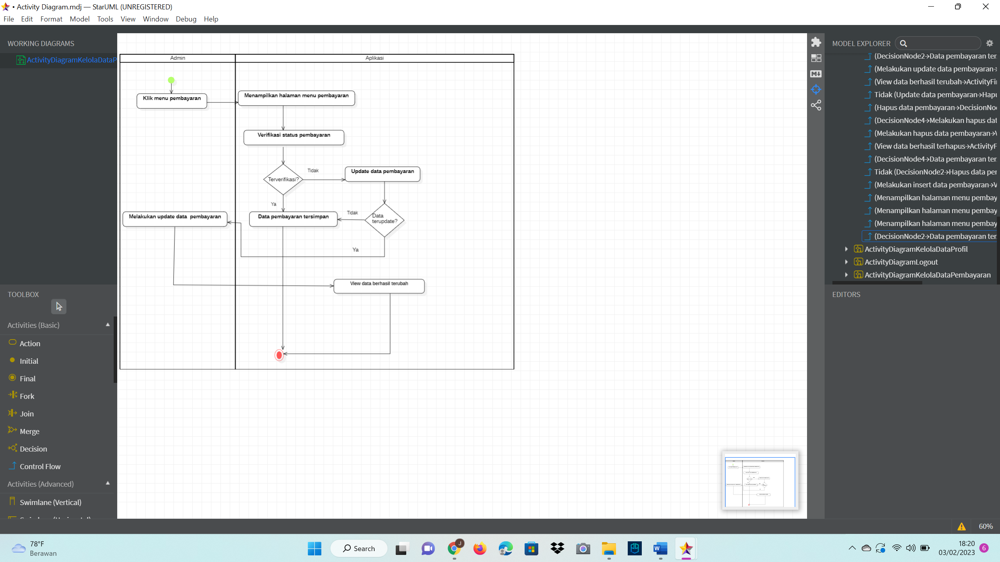 • Activity Diagram.mdj — StarUML (UNREGISTERED)
File Edit Format Model Tools View Window Debug Help
WORKING DIAGRAMS
ActivityDiagramKelolaDataP
Admin
Aplikasi
Klik menu pembayaran
Menampilkan halaman menu pembayaran
Verifikasi status pembayaran
Tidak
Terverifikasi?
Update data pembayaran
Ya
Melakukan update data pembayaran
Data pembayaran tersimpan
Tidak
Data
terupdate?
Ya
View data berhasil terubah
TOOLBOX
Activities (Basic)
Action
Initial
Final
Fork
Join
Merge
Decision
Control Flow
Activities (Advanced)
Swimlane (Vertical)
MODEL EXPLORER
(DecisionNode2→Data pembayaran ter
(Melakukan update data pembayaran→
(View data berhasil terubah→ActivityFi
Tidak (Update data pembayaran→Hapu
(Hapus data pembayaran→DecisionNo
(DecisionNode4→Melakukan hapus dat
(Melakukan hapus data pembayaran→V
(View data berhasil terhapus→ActivityF
(DecisionNode4→Data pembayaran ter
Tidak (DecisionNode2→Hapus data per
(Melakukan insert data pembayaran→V
(Menampilkan halaman menu pembay
(Menampilkan halaman menu pembay
(Menampilkan halaman menu pembay
(DecisionNode2→Data pembayaran ter
ActivityDiagramKelolaDataProfil
ActivityDiagramLogout
ActivityDiagramKelolaDataPembayaran
EDITORS
60%
78°F
Berawan
Search
J
18:20
03/02/2023
6